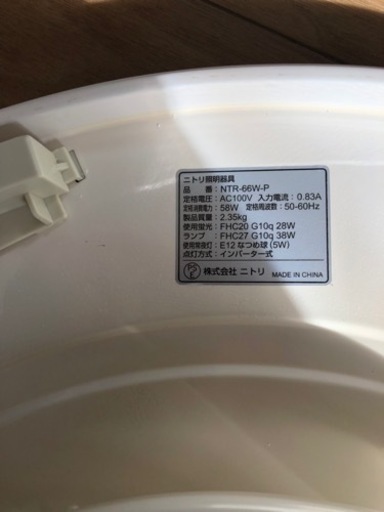 ニトリ照明器具
品 番 : NTR-66W-P
定格電圧 : AC100V 入力電流 : 0.83A
定格消費電力 : 58W 定格周波数 : 50-60Hz
製品質量 : 2.35kg
使用蛍光 : FHC20 G10q 28W
ランプ : FHC27 G10q 38W
使用常夜灯 : E12 なつめ球 (5W)
点灯方式 : インバーター式
株式会社 ニトリ MADE IN CHINA